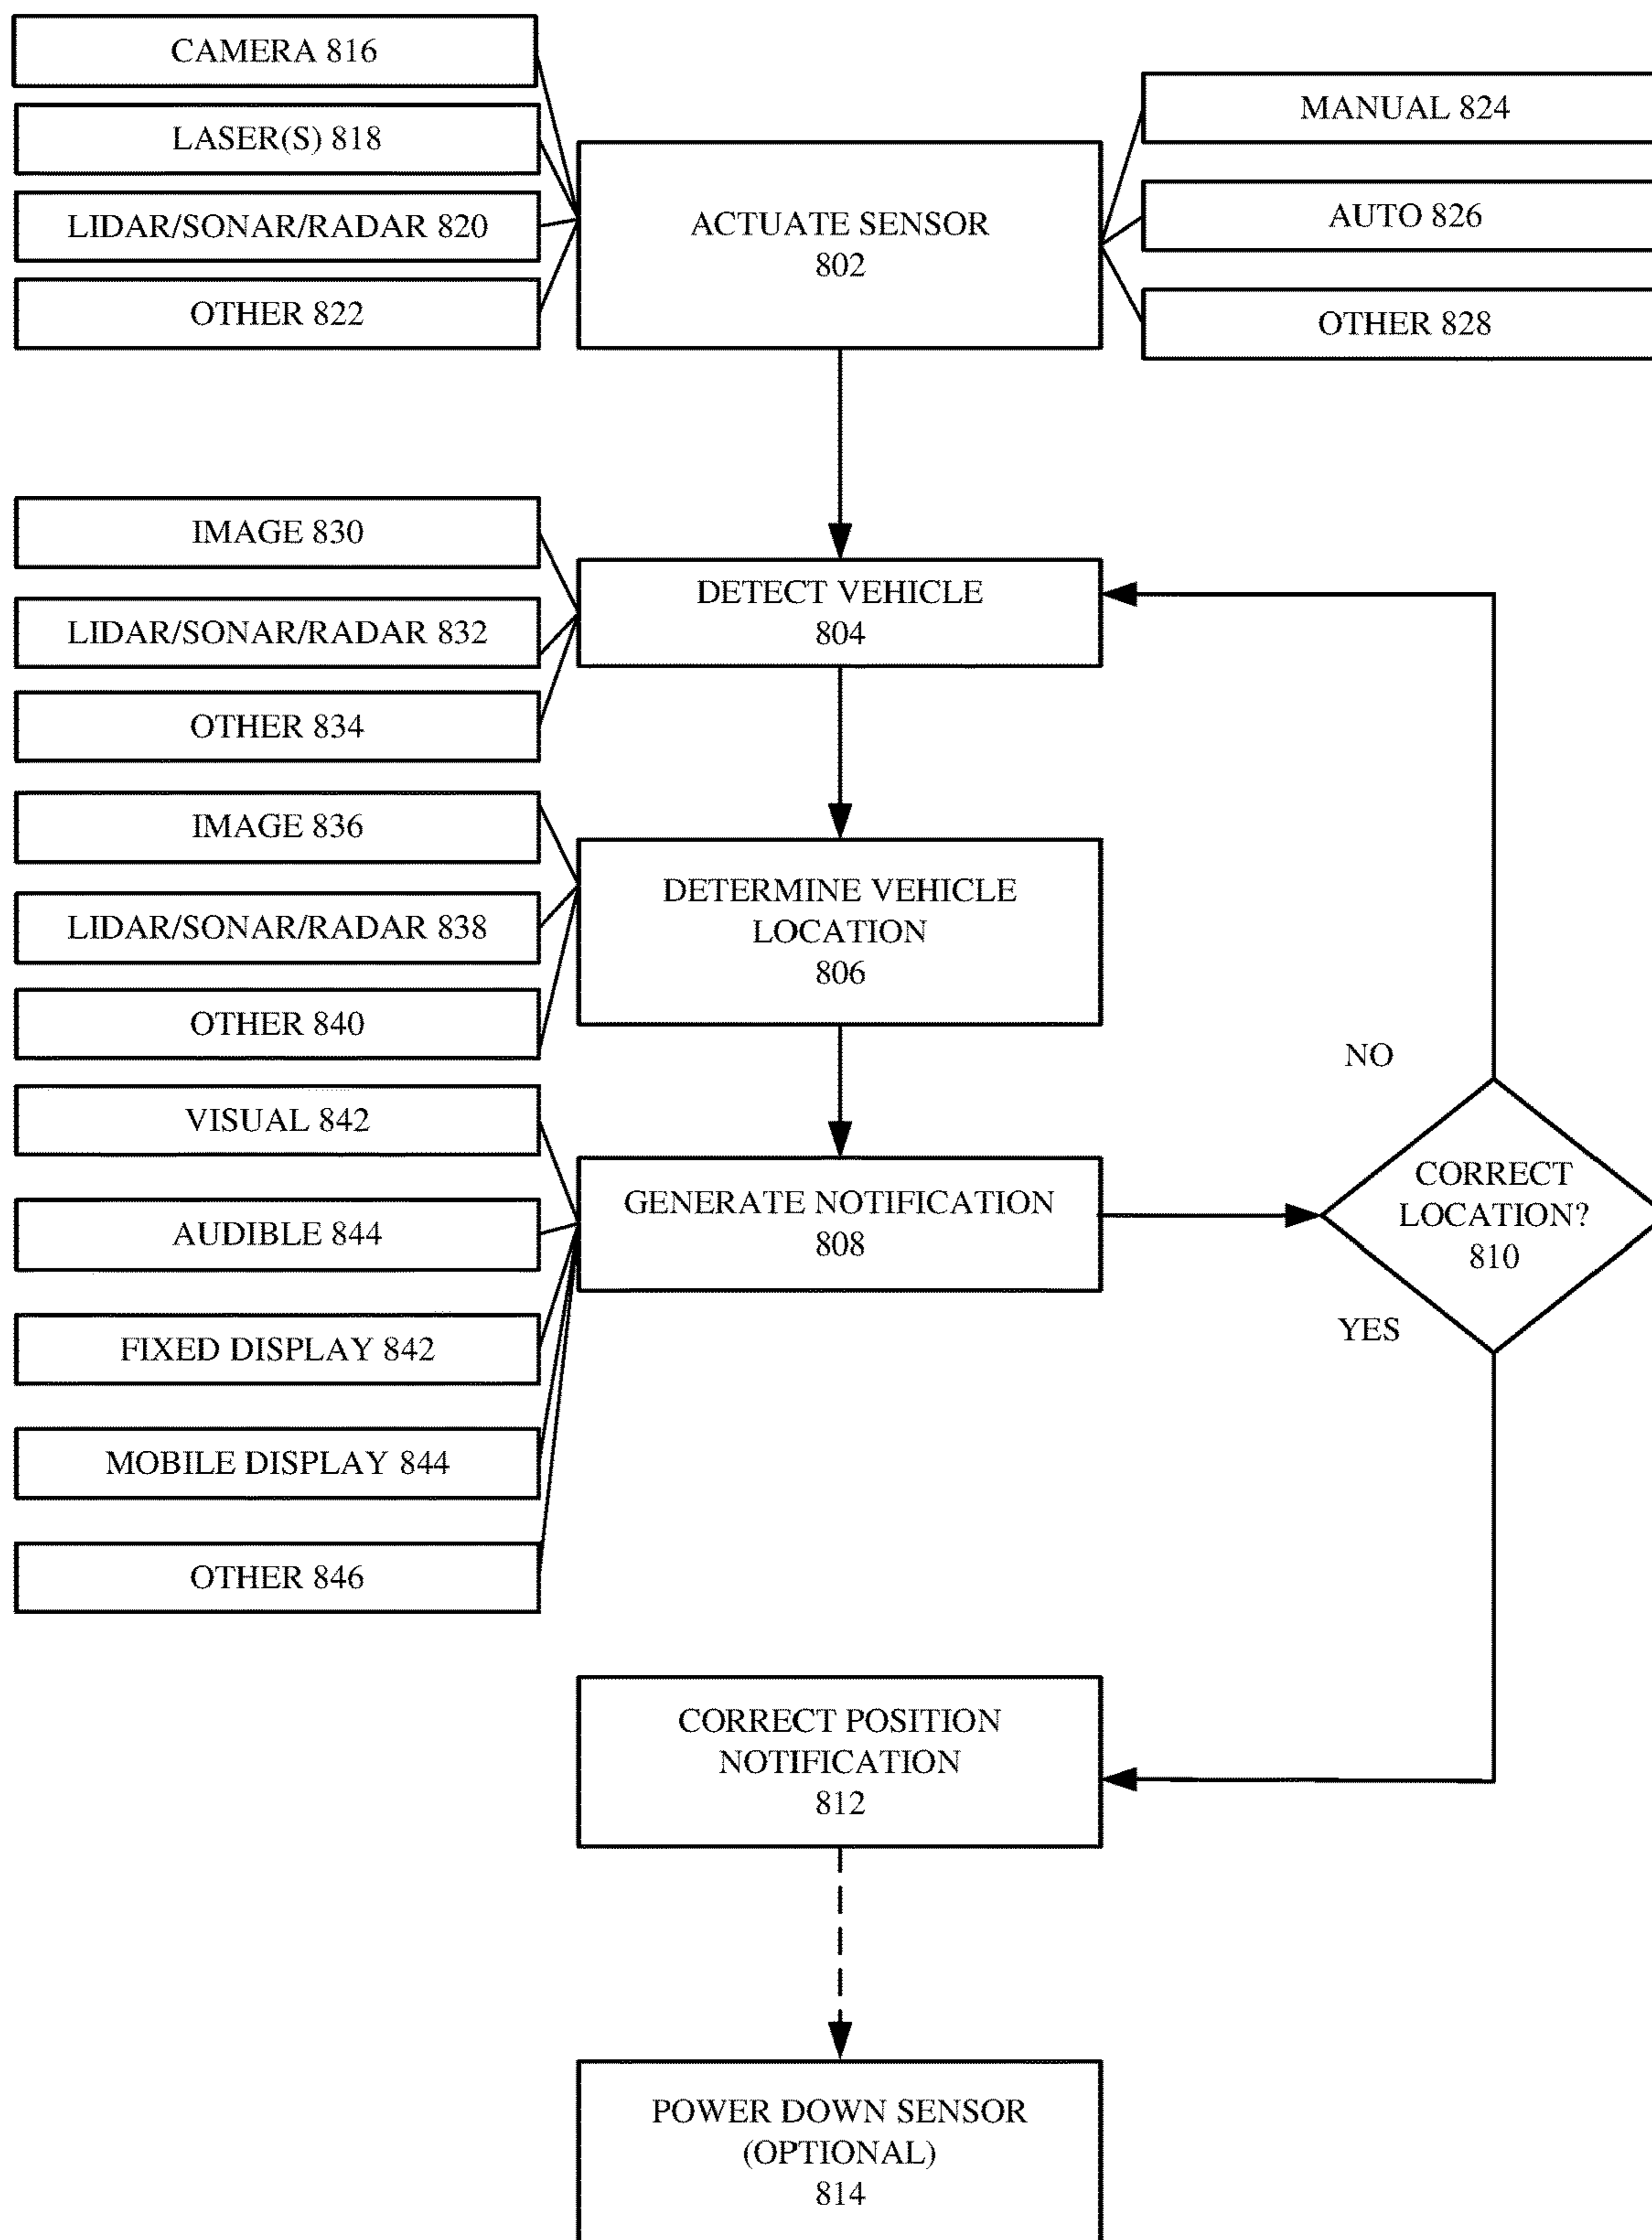 CAMERA 816
LASER(S) 818
LIDAR/SONAR/RADAR 820
OTHER 822
ACTUATE SENSOR
802
MANUAL 824
AUTO 826
OTHER 828
IMAGE 830
LIDAR/SONAR/RADAR 832
OTHER 834
DETECT VEHICLE
804
IMAGE 836
LIDAR/SONAR/RADAR 838
OTHER 840
DETERMINE VEHICLE
LOCATION
806
VISUAL 842
AUDIBLE 844
FIXED DISPLAY 842
MOBILE DISPLAY 844
OTHER 846
GENERATE NOTIFICATION
808
NO
CORRECT
LOCATION?
810
YES
CORRECT POSITION
NOTIFICATION
812
POWER DOWN SENSOR
(OPTIONAL)
814